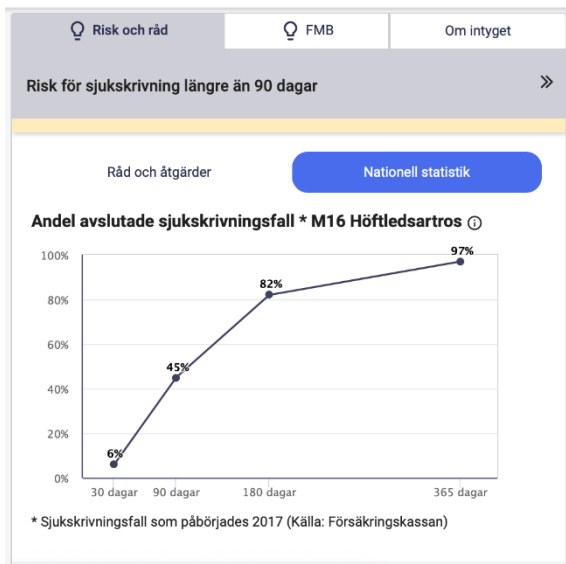 Risk och råd
FMB
Om intyget
Risk för sjukskrivning längre än 90 dagar
Råd och åtgärder
Nationell statistik
Andel avslutade sjukskrivningsfall * M16 Höftledsartros
100%
80%
60%
40%
20%
0%
6%
45%
82%
97%
30 dagar
90 dagar
180 dagar
365 dagar
* Sjukskrivningsfall som påbörjades 2017 (Källa: Försäkringskassan)